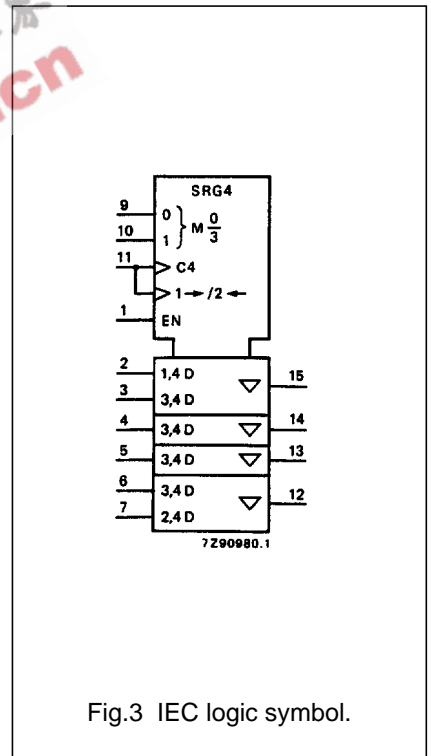 .cn
SRG4
9 0
10 1 } M 0/3
11 C4
1→/2←
1 EN
2 1,4 D ▽ 15
3 3,4 D
4 3,4 D ▽ 14
5 3,4 D ▽ 13
6 3,4 D ▽ 12
7 2,4 D
7Z90980.1
Fig.3 IEC logic symbol.